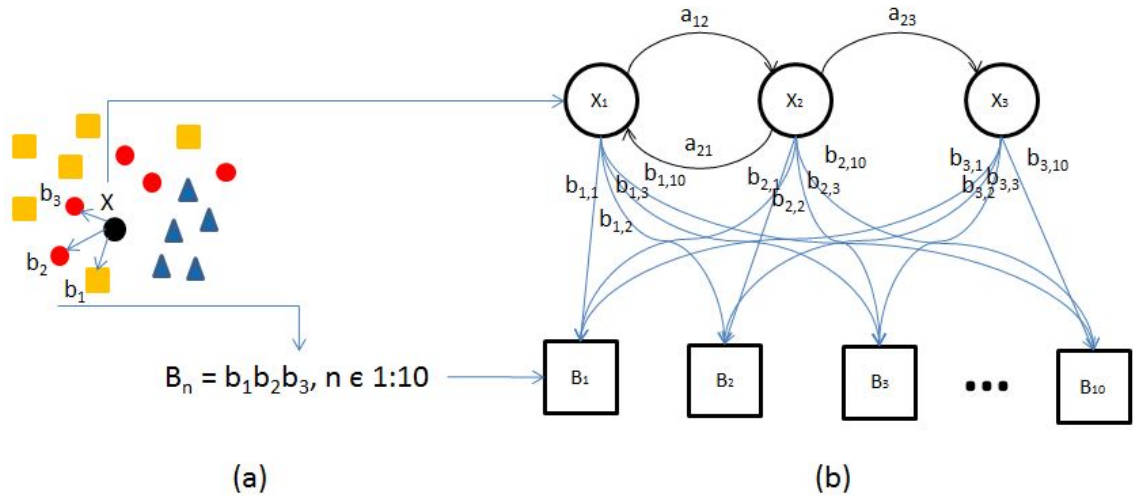 a12
a23
X1
X2
X3
a21
b3
X
b2
b1
b1,1
b1,2
b1,3
b1,10
b2,1
b2,2
b2,3
b2,10
b3,1
b3,2
b3,3
b3,10
Bn = b1b2b3, n ϵ 1:10
B1
B2
B3
...
B10
(a)
(b)